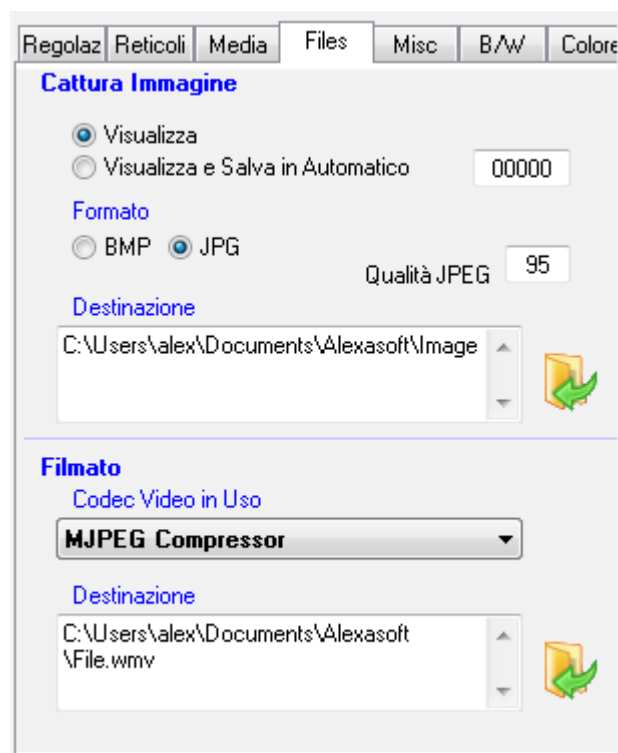 Regolaz Reticoli Media Files Misc B/W Colore
Cattura Immagine
Visualizza
Visualizza e Salva in Automatico 00000
Formato
BMP JPG
Qualità JPEG 95
Destinazione
C:\Users\alex\Documents\Alexasoft\Image
Filmato
Codec Video in Uso
MJPEG Compressor
Destinazione
C:\Users\alex\Documents\Alexasoft
\File.wmv